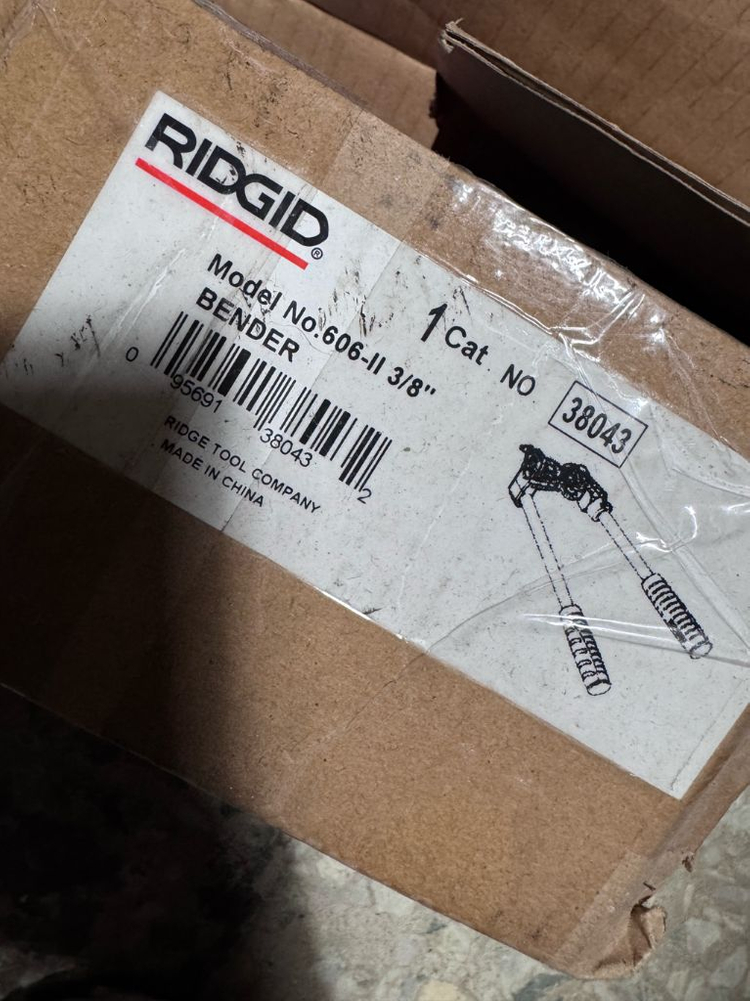 RIDGID®
Model No.606-II 3/8"
BENDER
0 95691 38043 2
RIDGE TOOL COMPANY
MADE IN CHINA
1 Cat. NO 38043